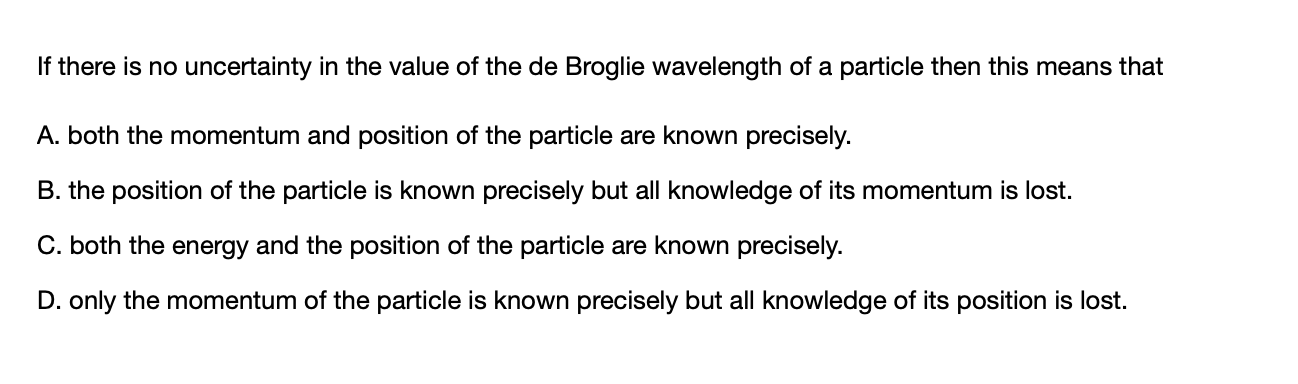 If there is no uncertainty in the value of the de Broglie wavelength of a particle then this means that
A. both the momentum and position of the particle are known precisely.
B. the position of the particle is known precisely but all knowledge of its momentum is lost.
C. both the energy and the position of the particle are known precisely.
D. only the momentum of the particle is known precisely but all knowledge of its position is lost.